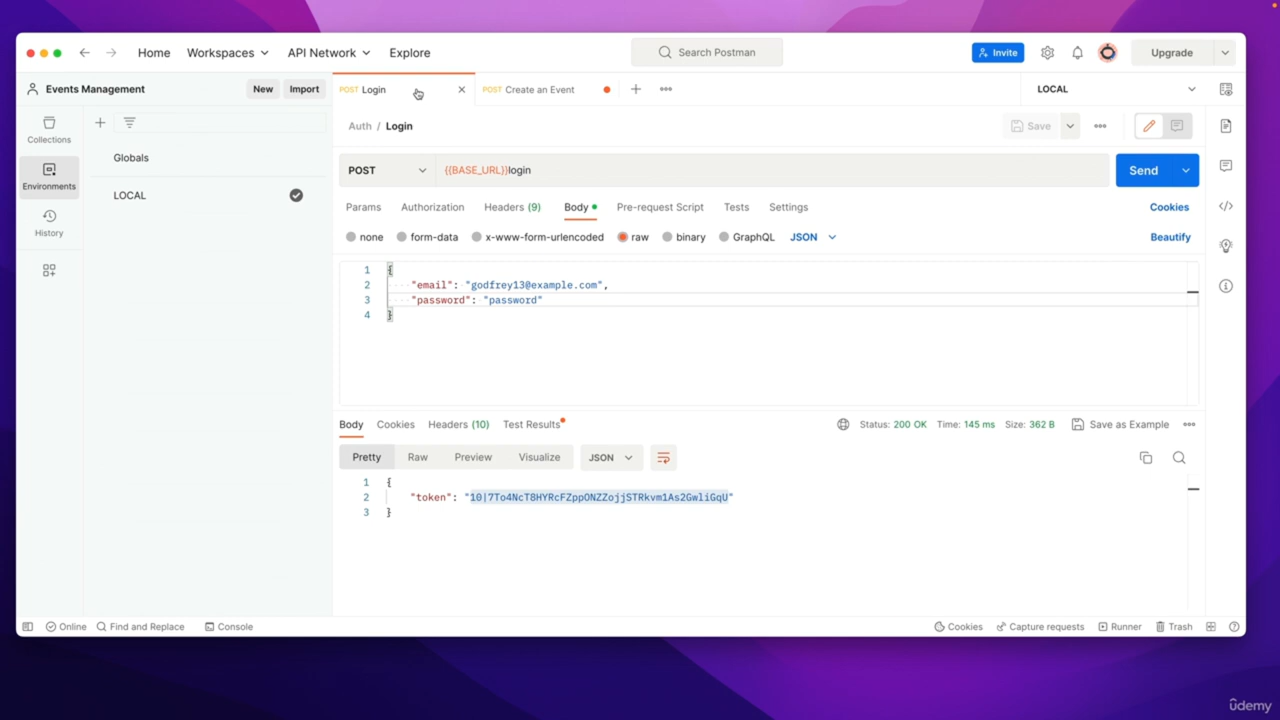 Home Workspaces API Network Explore Search Postman Invite Upgrade
Events Management New Import POST Login POST Create an Event LOCAL
Auth / Login Save
Collections
Environments
History
Globals
LOCAL
POST {{BASE_URL}}login Send
Params Authorization Headers (9) Body Pre-request Script Tests Settings Cookies
none form-data x-www-form-urlencoded raw binary GraphQL JSON Beautify
1 {
2 "email": "godfrey13@example.com",
3 "password": "password"
4 }
Body Cookies Headers (10) Test Results Status: 200 OK Time: 145 ms Size: 362 B Save as Example
Pretty Raw Preview Visualize JSON
1 {
2 "token": "10|7To4NcT8HYRcFZppONZZojjSTRkvm1As2GwliGqU"
3 }
Online Find and Replace Console Cookies Capture requests Runner Trash
ûdemy